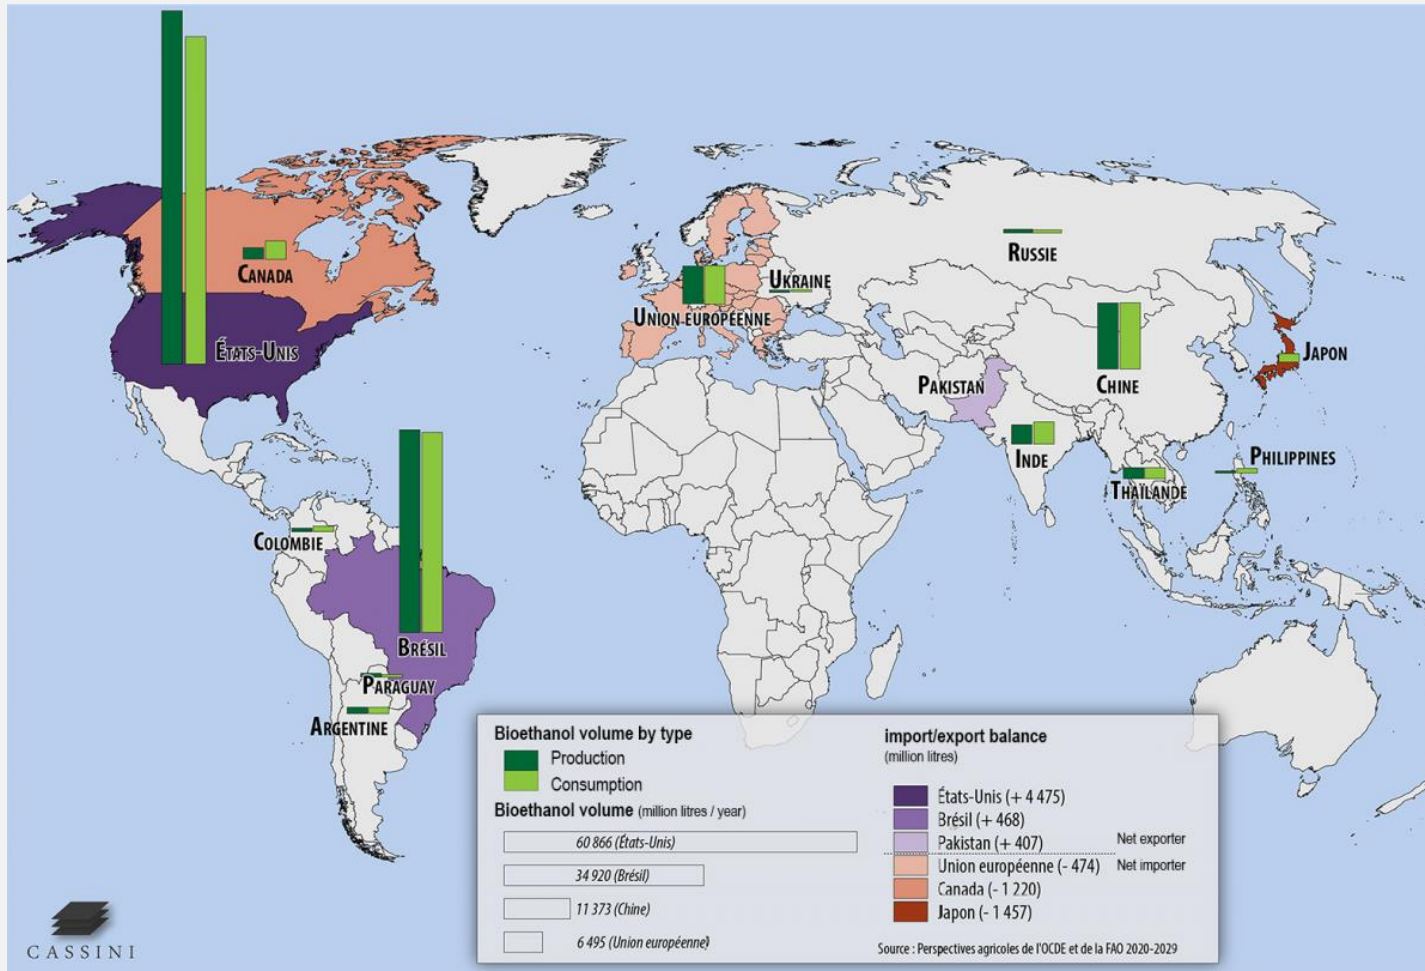 CANADA
ÉTATS-UNIS
UNION EUROPÉENNE
UKRAINE
RUSSIE
JAPON
CHINE
PAKISTAN
INDE
PHILIPPINES
THAÏLANDE
COLOMBIE
BRÉSIL
PARAGUAY
ARGENTINE
Bioethanol volume by type
Production
Consumption
Bioethanol volume (million litres / year)
60 866 (États-Unis)
34 920 (Brésil)
11 373 (Chine)
6 495 (Union européenne)
import/export balance
(million litres)
États-Unis (+ 4 475)
Brésil (+ 468)
Pakistan (+ 407) Net exporter
Union européenne (- 474) Net importer
Canada (- 1 220)
Japon (- 1 457)
Source : Perspectives agricoles de l'OCDE et de la FAO 2020-2029
CASSINI